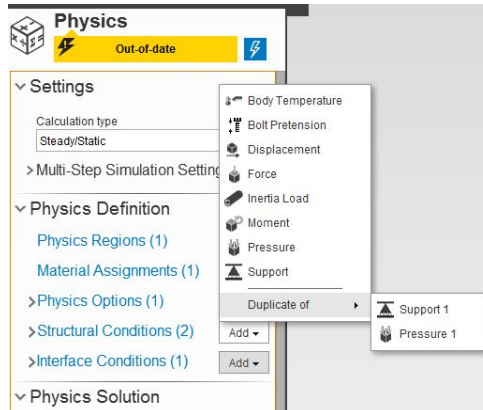 Physics
Out-of-date
Settings
Calculation type
Steady/Static
Multi-Step Simulation Setting
Physics Definition
Physics Regions (1)
Material Assignments (1)
Physics Options (1)
Structural Conditions (2)
Add
Interface Conditions (1)
Add
Physics Solution
Body Temperature
Bolt Pretension
Displacement
Force
Inertia Load
Moment
Pressure
Support
Duplicate of
Support 1
Pressure 1